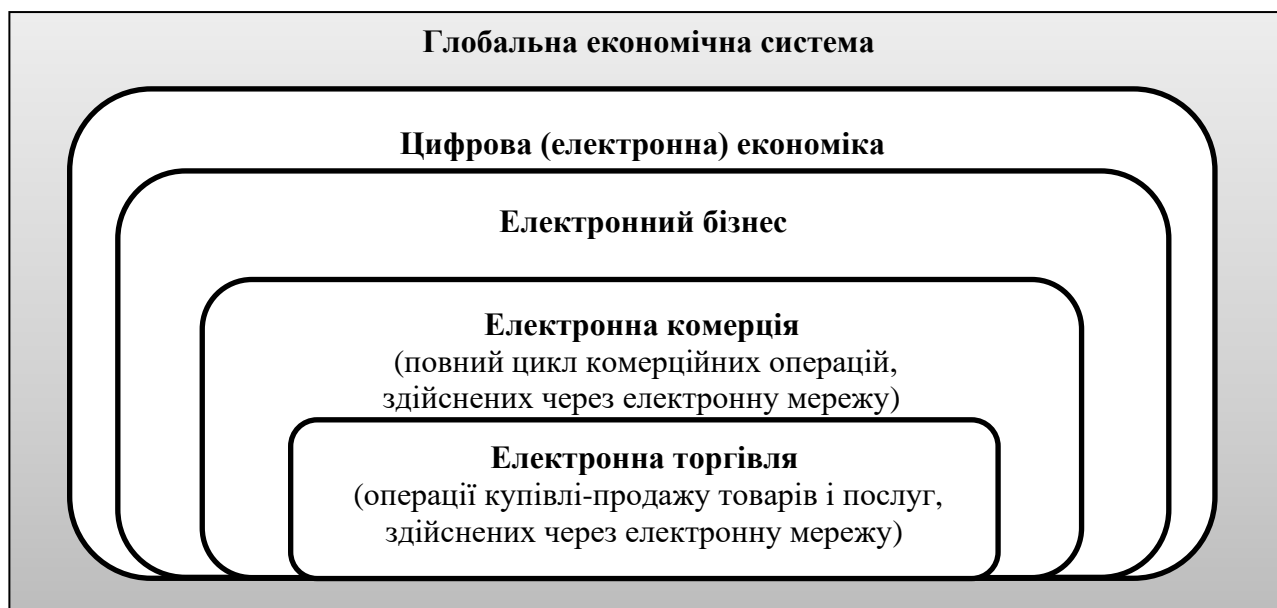 Глобальна економічна система
Цифрова (електронна) економіка
Електронний бізнес
Електронна комерція
(повний цикл комерційних операцій,
здійснених через електронну мережу)
Електронна торгівля
(операції купівлі-продажу товарів і послуг,
здійснених через електронну мережу)